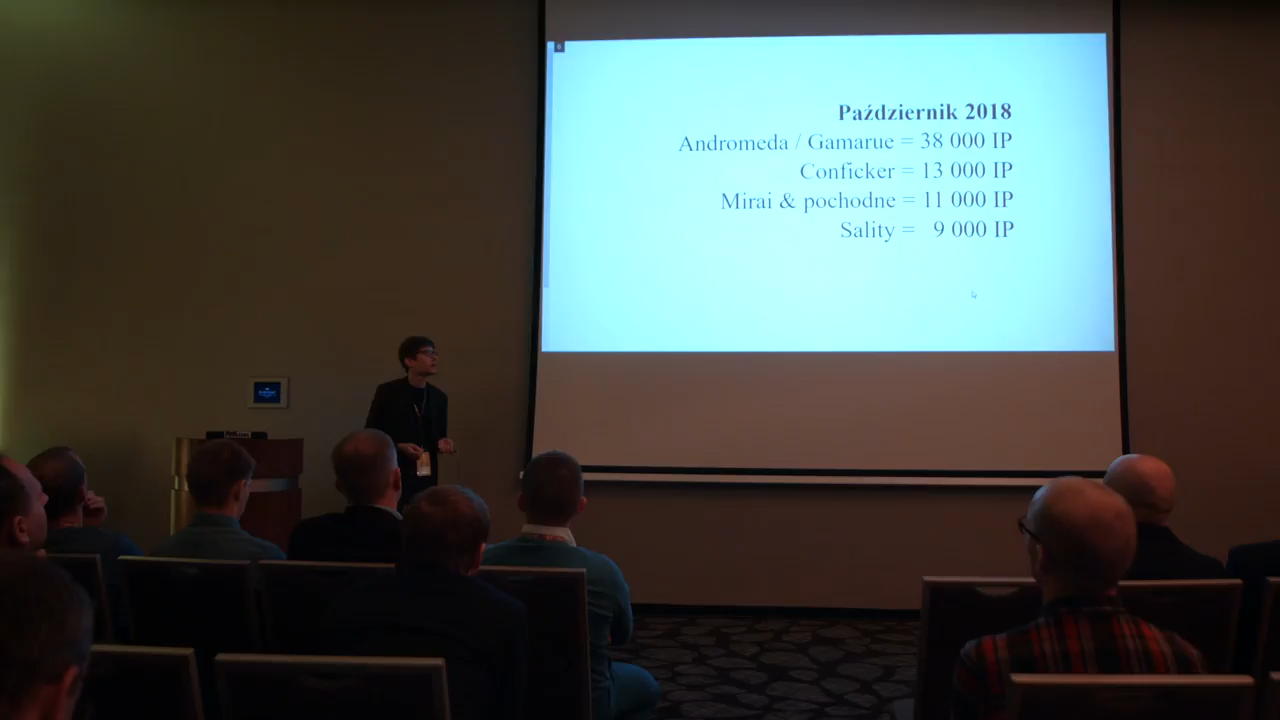 Październik 2018
Andromeda / Gamarue = 38 000 IP
Conficker = 13 000 IP
Mirai & pochodne = 11 000 IP
Sality = 9 000 IP